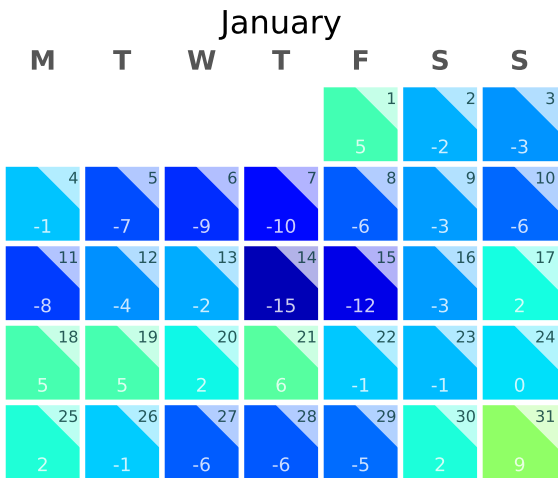 January
M T W T F S S
1 2 3
5 -2 -3
4 5 6 7 8 9 10
-1 -7 -9 -10 -6 -3 -6
11 12 13 14 15 16 17
-8 -4 -2 -15 -12 -3 2
18 19 20 21 22 23 24
5 5 2 6 -1 -1 0
25 26 27 28 29 30 31
2 -1 -6 -6 -5 2 9